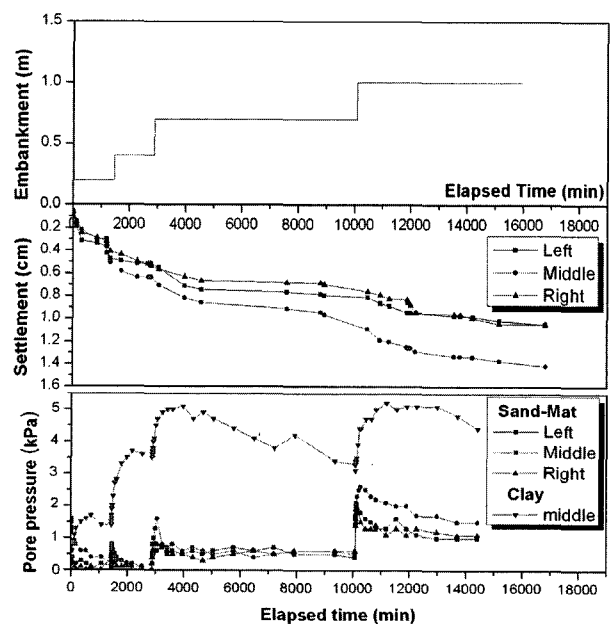 Embankment (m)
1.5
1.0
0.5
0.0
Elapsed Time (min)
0 2000 4000 6000 8000 10000 12000 14000 16000 18000
Settlement (cm)
0.2
0.4
0.6
0.8
1.0
1.2
1.4
1.6
Left
Middle
Right
Pore pressure (kPa)
5
4
3
2
1
0
Sand-Mat
Left
Middle
Right
Clay
middle
0 2000 4000 6000 8000 10000 12000 14000 16000 18000
Elapsed time (min)